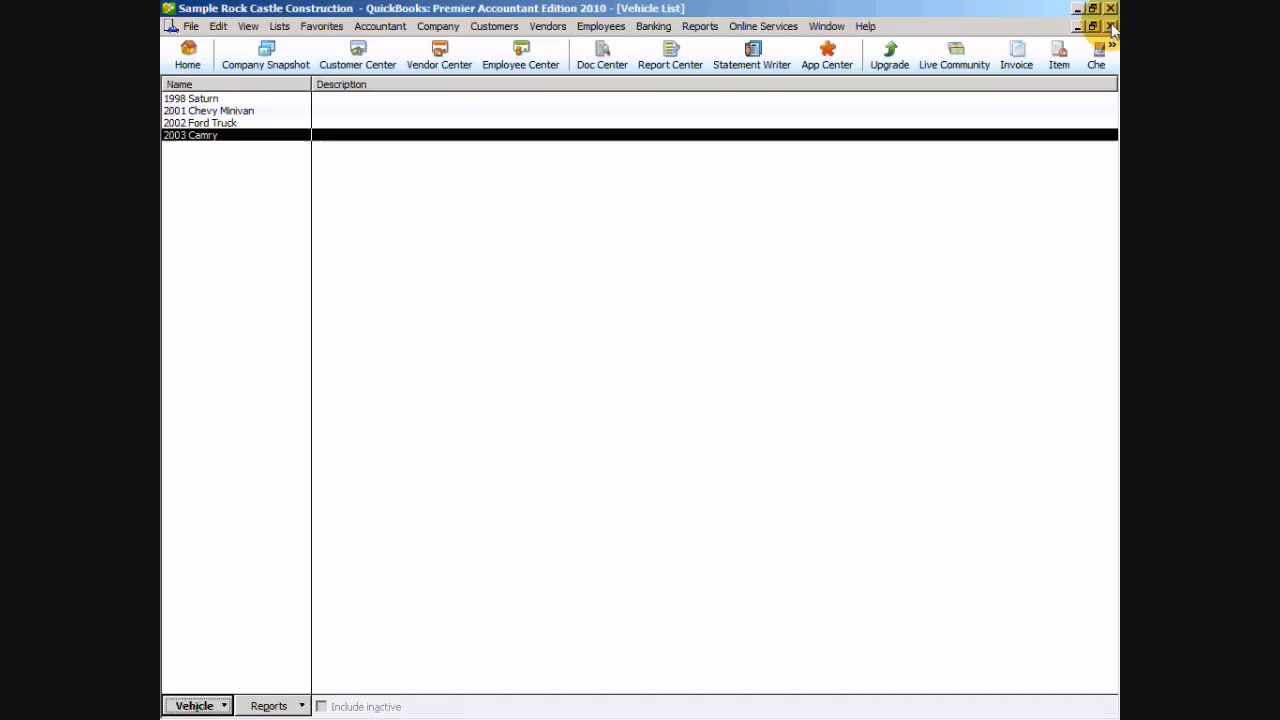 Sample Rock Castle Construction - QuickBooks: Premier Accountant Edition 2010 - [Vehicle List]
File Edit View Lists Favorites Accountant Company Customers Vendors Employees Banking Reports Online Services Window Help
Home Company Snapshot Customer Center Vendor Center Employee Center Doc Center Report Center Statement Writer App Center Upgrade Live Community Invoice Item Che
Name Description
1998 Saturn
2001 Chevy Minivan
2002 Ford Truck
2003 Camry
Vehicle Reports Include inactive